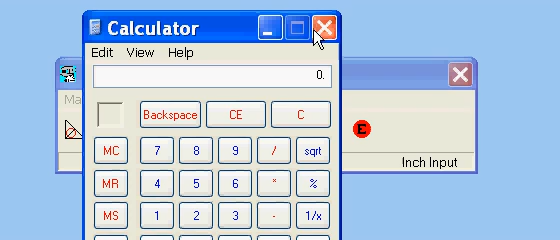 Calculator
Edit View Help
0.
Ma
Backspace CE C
E
MC 7 8 9 / sqrt
Inch Input
MR 4 5 6 * %
MS 1 2 3 - 1/x